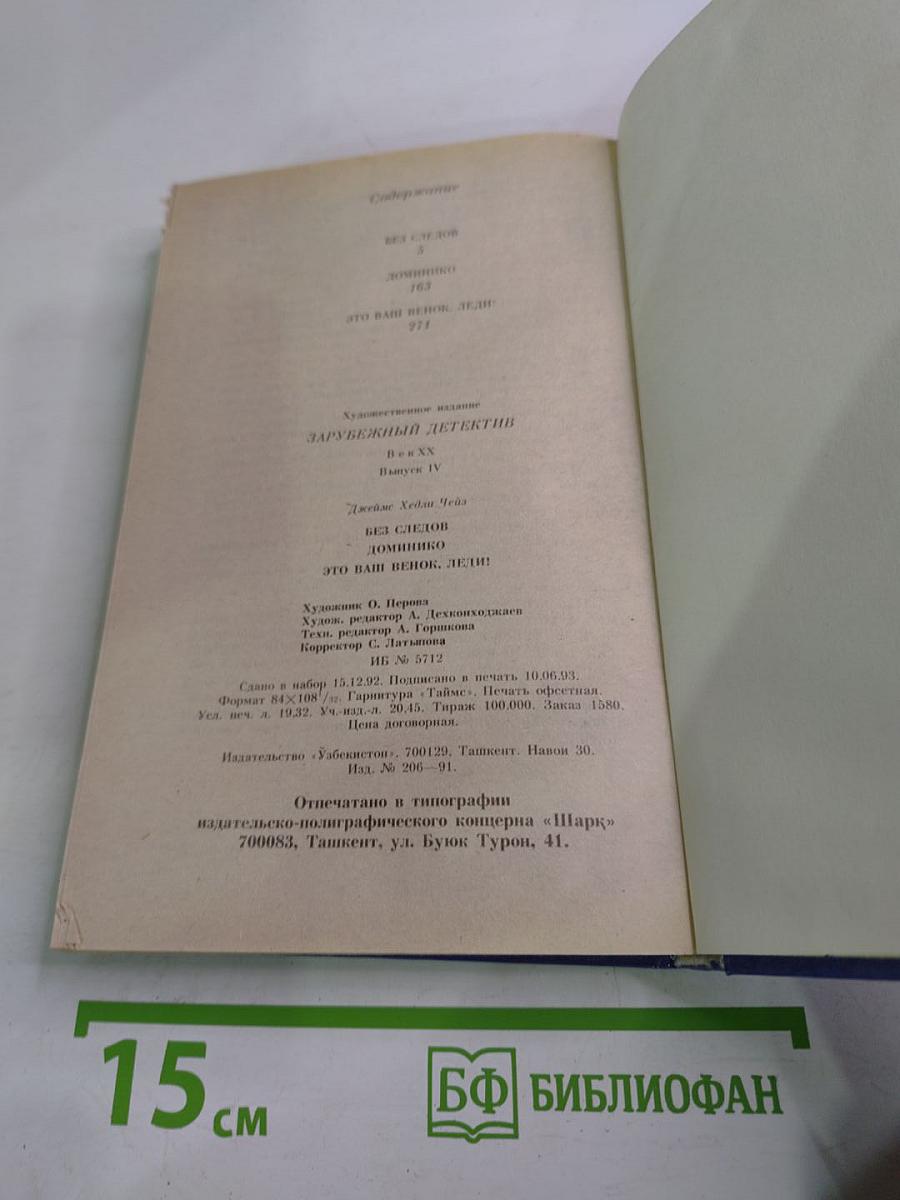 Содержание
БЕЗ СЛЕДОВ
5
ДОМИНИКО
163
ЭТО ВАШ ВЕНОК, ЛЕДИ!
271
Художественное издание
ЗАРУБЕЖНЫЙ ДЕТЕКТИВ
Век XX
Выпуск IV
Джеймс Хедли Чейз
БЕЗ СЛЕДОВ
ДОМИНИКО
ЭТО ВАШ ВЕНОК, ЛЕДИ!
Художник О. Перова
Худож. редактор А. Дехконходжаев
Техн. редактор А. Горшкова
Корректор С. Латыпова
ИБ № 5712
Сдано в набор 15.12.92. Подписано в печать 10.06.93.
Формат 84×108¹/₃₂. Гарнитура «Таймс». Печать офсетная.
Усл. печ. л. 19,32. Уч.-изд.-л. 20,45. Тираж 100.000. Заказ 1580.
Цена договорная.
Издательство «Ўзбекистон». 700129, Ташкент. Навои 30.
Изд. № 206—91.
Отпечатано в типографии
издательско-полиграфического концерна «Шарқ»
700083, Ташкент, ул. Буюк Турон, 41.
15 см
БФ БИБЛИОФАН